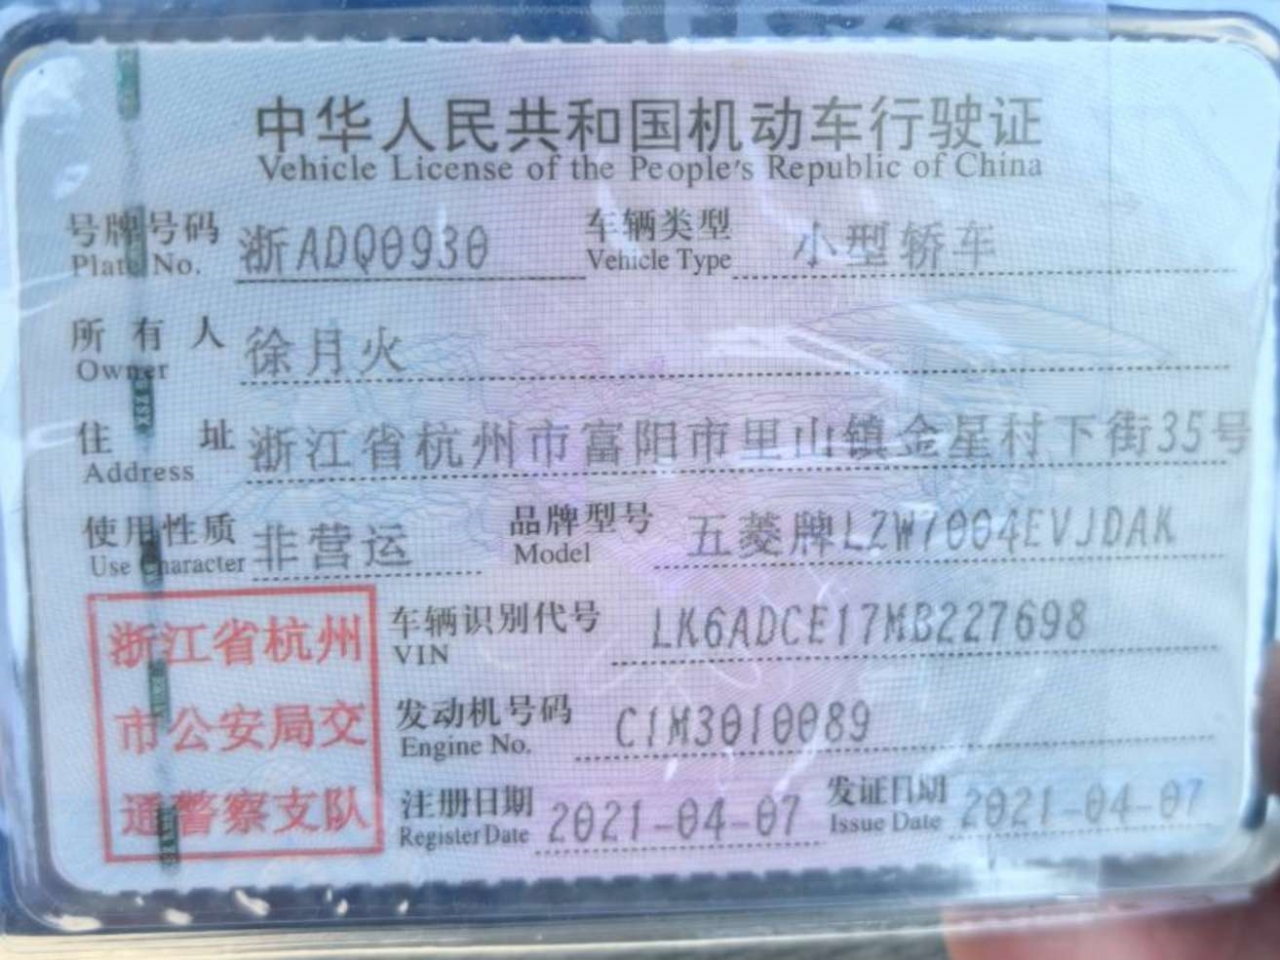 中华人民共和国机动车行驶证
Vehicle License of the People's Republic of China
号牌号码 浙ADQ0930 车辆类型 小型轿车
Plate No. Vehicle Type
所有人 徐月火
Owner
住址 浙江省杭州市富阳市里山镇金星村下街35号
Address
使用性质 非营运 品牌型号 五菱牌LZW7004EVJDAK
Use Character Model
浙江省杭州
市公安局交
通警察支队
车辆识别代号 LK6ADCE17MB227698
VIN
发动机号码 C1M3010089
Engine No.
注册日期 2021-04-07 发证日期 2021-04-07
Register Date Issue Date